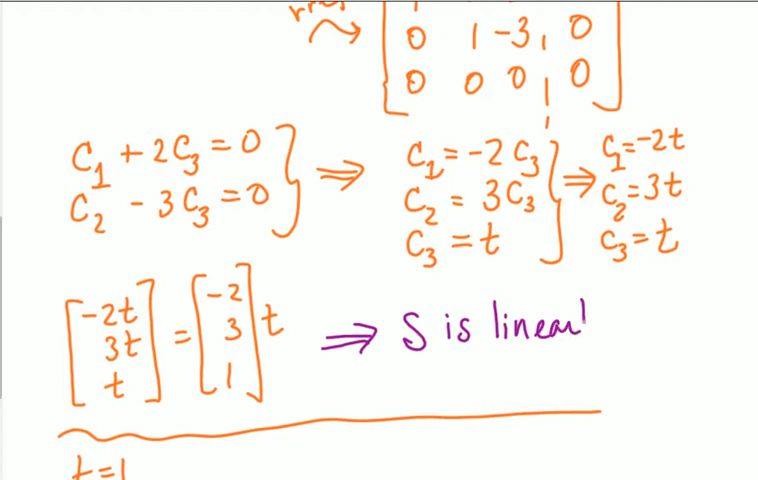 0 1 -3 0
0 0 0 0
C₁ + 2C₃ = 0
C₂ - 3C₃ = 0
⇒
C₁ = -2C₃
C₂ = 3C₃
C₃ = t
⇒
C₁ = -2t
C₂ = 3t
C₃ = t
[-2t
3t
t]
=
[-2
3
1] t
⇒ S is linearl
t=1